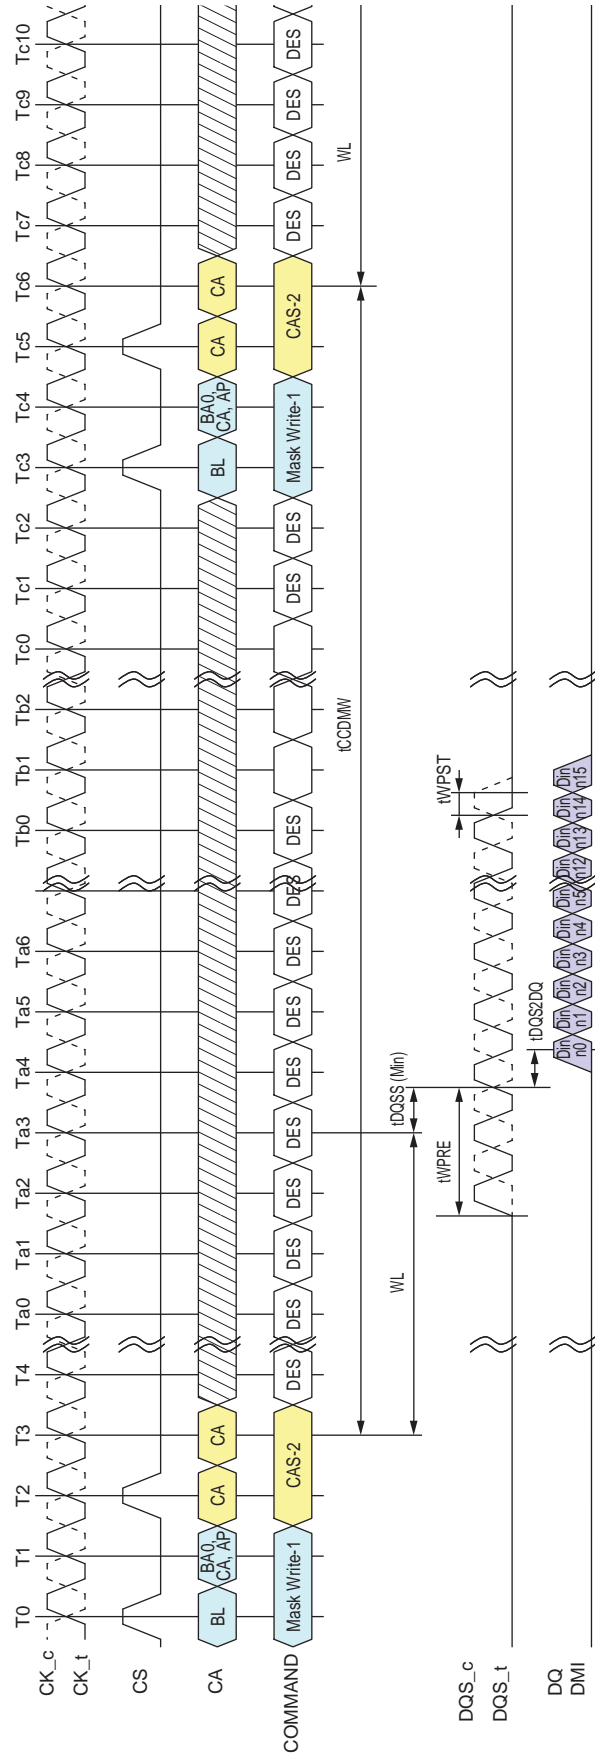 T0 T1 T2 T3 T4 Ta0 Ta1 Ta2 Ta3 Ta4 Ta5 Ta6 Tb0 Tb1 Tb2 Tc0 Tc1 Tc2 Tc3 Tc4 Tc5 Tc6 Tc7 Tc8 Tc9 Tc10
CK_c
CK_t
CS
CA BL BA0, CA, AP CA CA BL BA0, CA, AP CA CA
COMMAND Mask Write-1 CAS-2 DES DES DES DES DES DES DES DES DES DES DES DES Mask Write-1 CAS-2 DES DES DES DES
tCCDMW WL
WL tDQSS (Min)
tWPRE tWPST
DQS_c
DQS_t
tDQS2DQ
DQ Din Din Din Din Din Din Din Din Din Din
DMI n0 n1 n2 n3 n4 n5 n12 n13 n14 n15